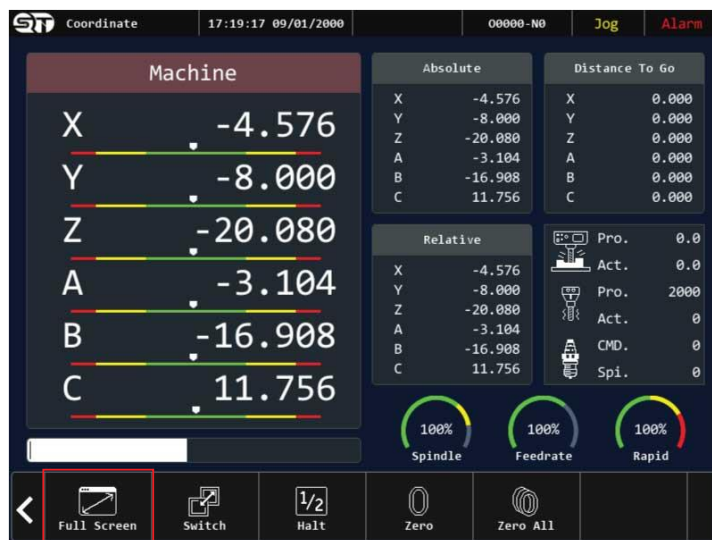 SNT Coordinate 17:19:17 09/01/2000 O0000-N0 Jog Alarm
Machine
X -4.576
Y -8.000
Z -20.080
A -3.104
B -16.908
C 11.756
Absolute
X -4.576
Y -8.000
Z -20.080
A -3.104
B -16.908
C 11.756
Distance To Go
X 0.000
Y 0.000
Z 0.000
A 0.000
B 0.000
C 0.000
Relative
X -4.576
Y -8.000
Z -20.080
A -3.104
B -16.908
C 11.756
Pro. 0.0
Act. 0.0
Pro. 2000
Act. 0
CMD. 0
Spi. 0
100% 100% 100%
Spindle Feedrate Rapid
1/2
Full Screen Switch Halt Zero Zero All